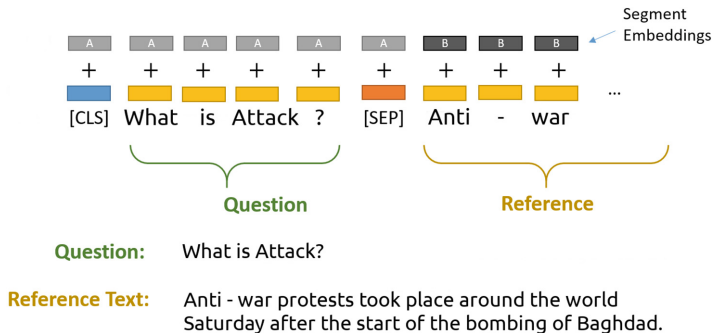 Segment
Embeddings
A A A A A A B B B
+ + + + + + + + +
[CLS] What is Attack ? [SEP] Anti - war ...
Question Reference
Question: What is Attack?
Reference Text: Anti - war protests took place around the world
Saturday after the start of the bombing of Baghdad.